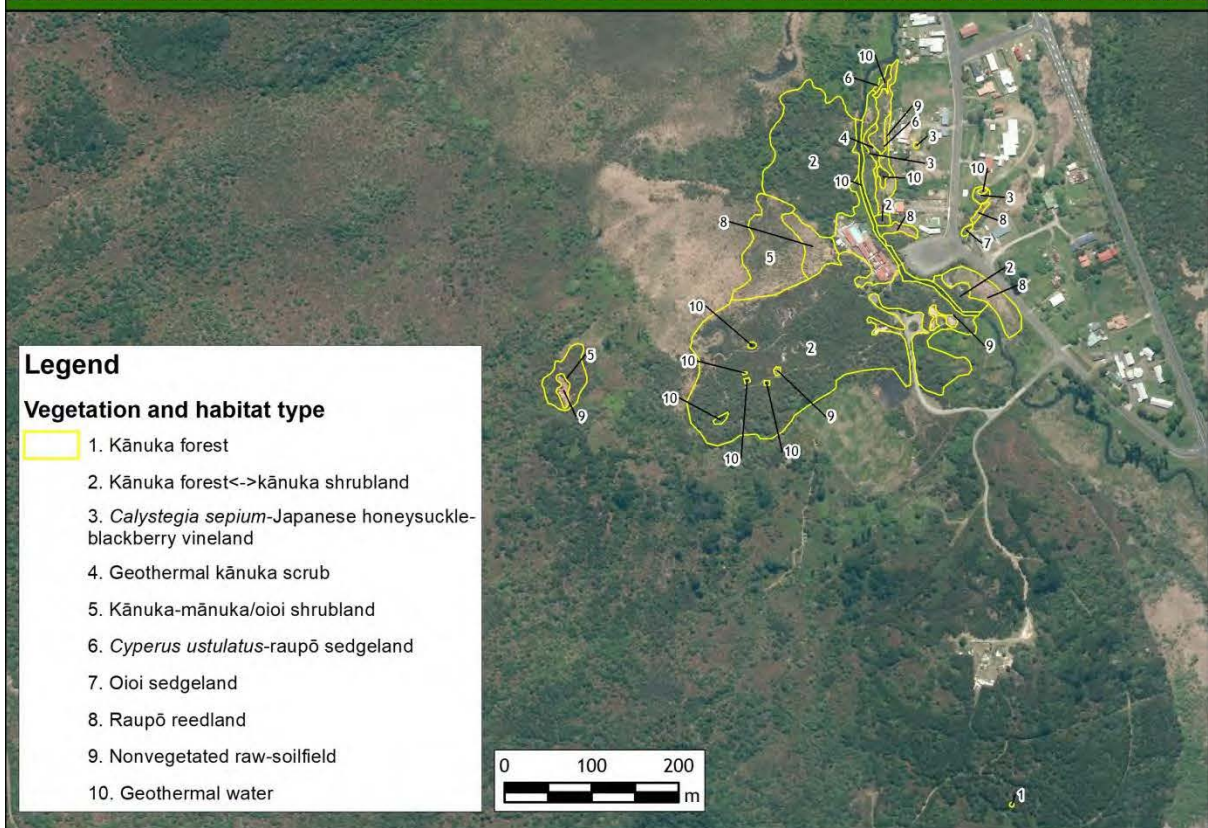 10
6
9
6
3
4
3
2
10
10
10
3
2
8
8
8
7
5
2
8
10
9
2
5
10
10
9
10
9
10
10
Legend
Vegetation and habitat type
1. Kānuka forest
2. Kānuka forest<->kānuka shrubland
3. Calystegia sepium-Japanese honeysuckle-
blackberry vineland
4. Geothermal kānuka scrub
5. Kānuka-mānuka/oioi shrubland
6. Cyperus ustulatus-raupō sedgeland
7. Oioi sedgeland
8. Raupō reedland
9. Nonvegetated raw-soilfield
10. Geothermal water
0 100 200
m
1